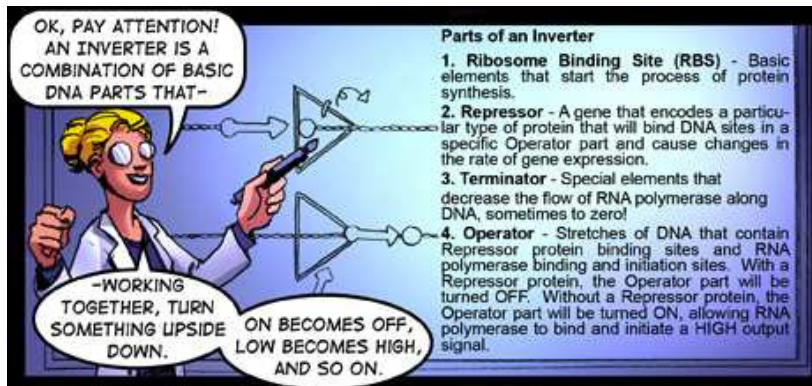 OK, PAY ATTENTION!
AN INVERTER IS A
COMBINATION OF BASIC
DNA PARTS THAT-
-WORKING
TOGETHER, TURN
SOMETHING UPSIDE
DOWN.
ON BECOMES OFF,
LOW BECOMES HIGH,
AND SO ON.
Parts of an Inverter
1. Ribosome Binding Site (RBS) - Basic
elements that start the process of protein
synthesis.
2. Repressor - A gene that encodes a particu-
lar type of protein that will bind DNA sites in a
specific Operator part and cause changes in
the rate of gene expression.
3. Terminator - Special elements that
decrease the flow of RNA polymerase along
DNA, sometimes to zero!
4. Operator - Stretches of DNA that contain
Repressor protein binding sites and RNA
polymerase binding and initiation sites. With a
Repressor protein, the Operator part will be
turned OFF. Without a Repressor protein, the
Operator part will be turned ON, allowing RNA
polymerase to bind and initiate a HIGH output
signal.